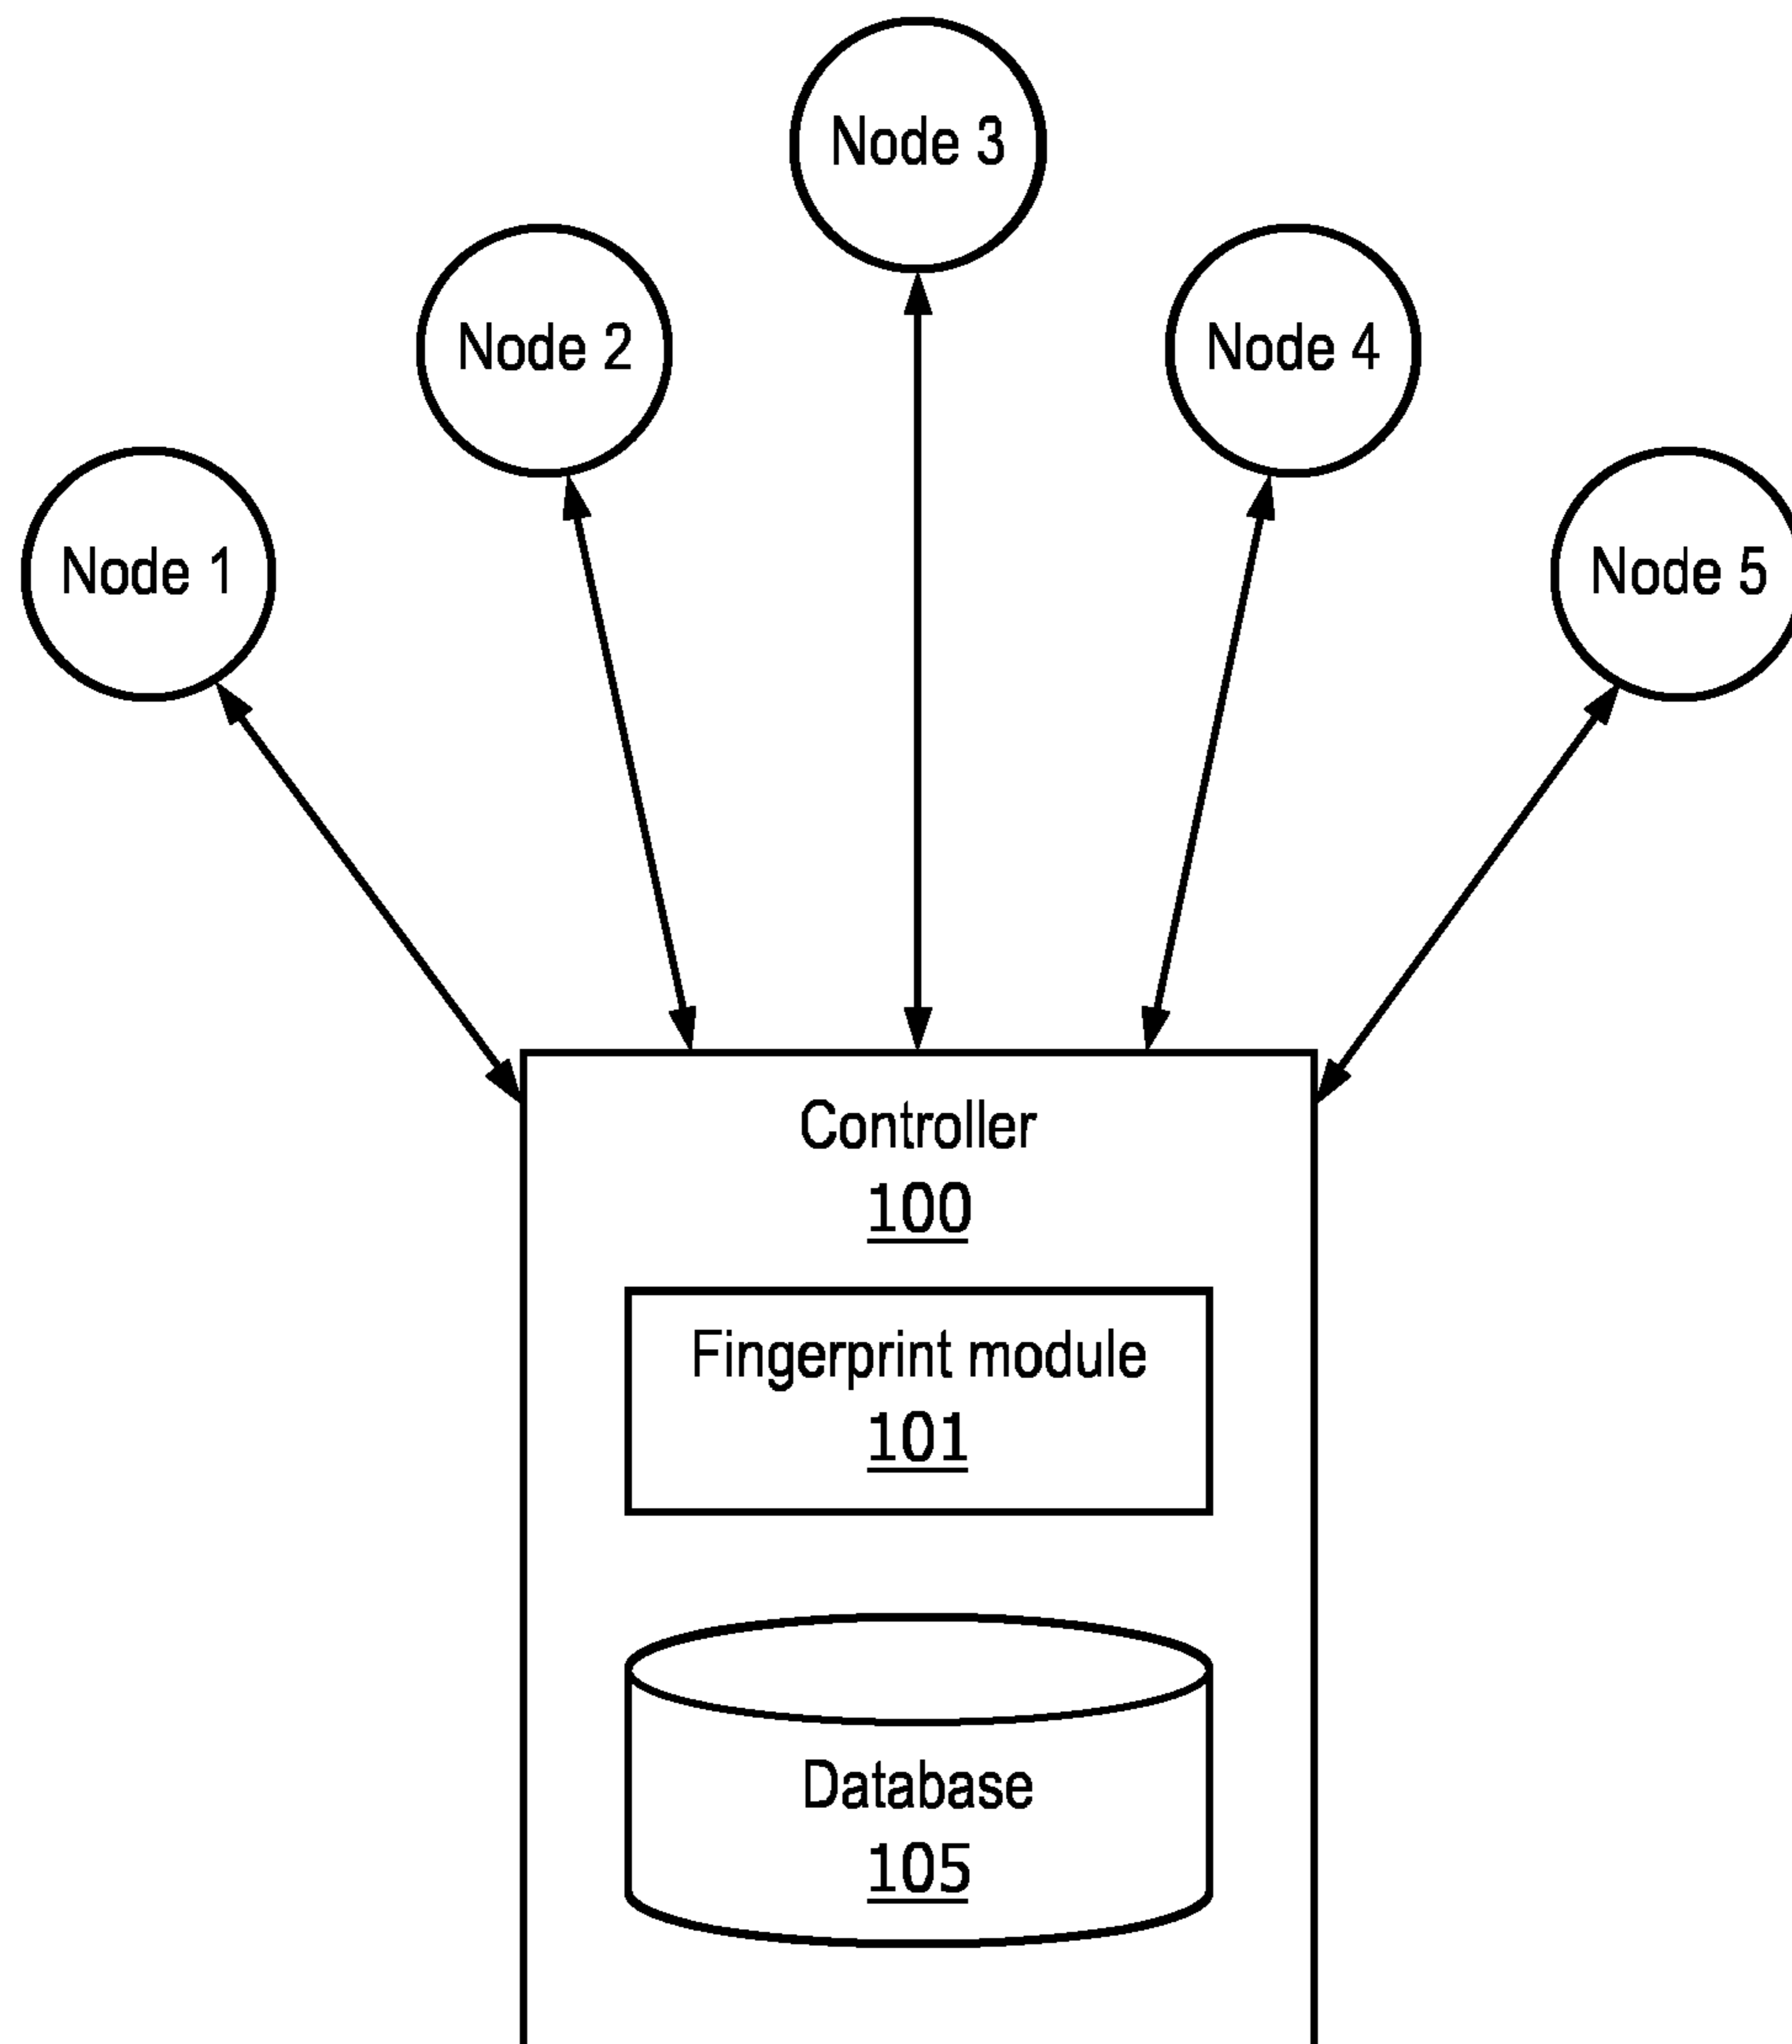 Node 3
Node 2
Node 4
Node 1
Node 5
Controller
100
Fingerprint module
101
Database
105